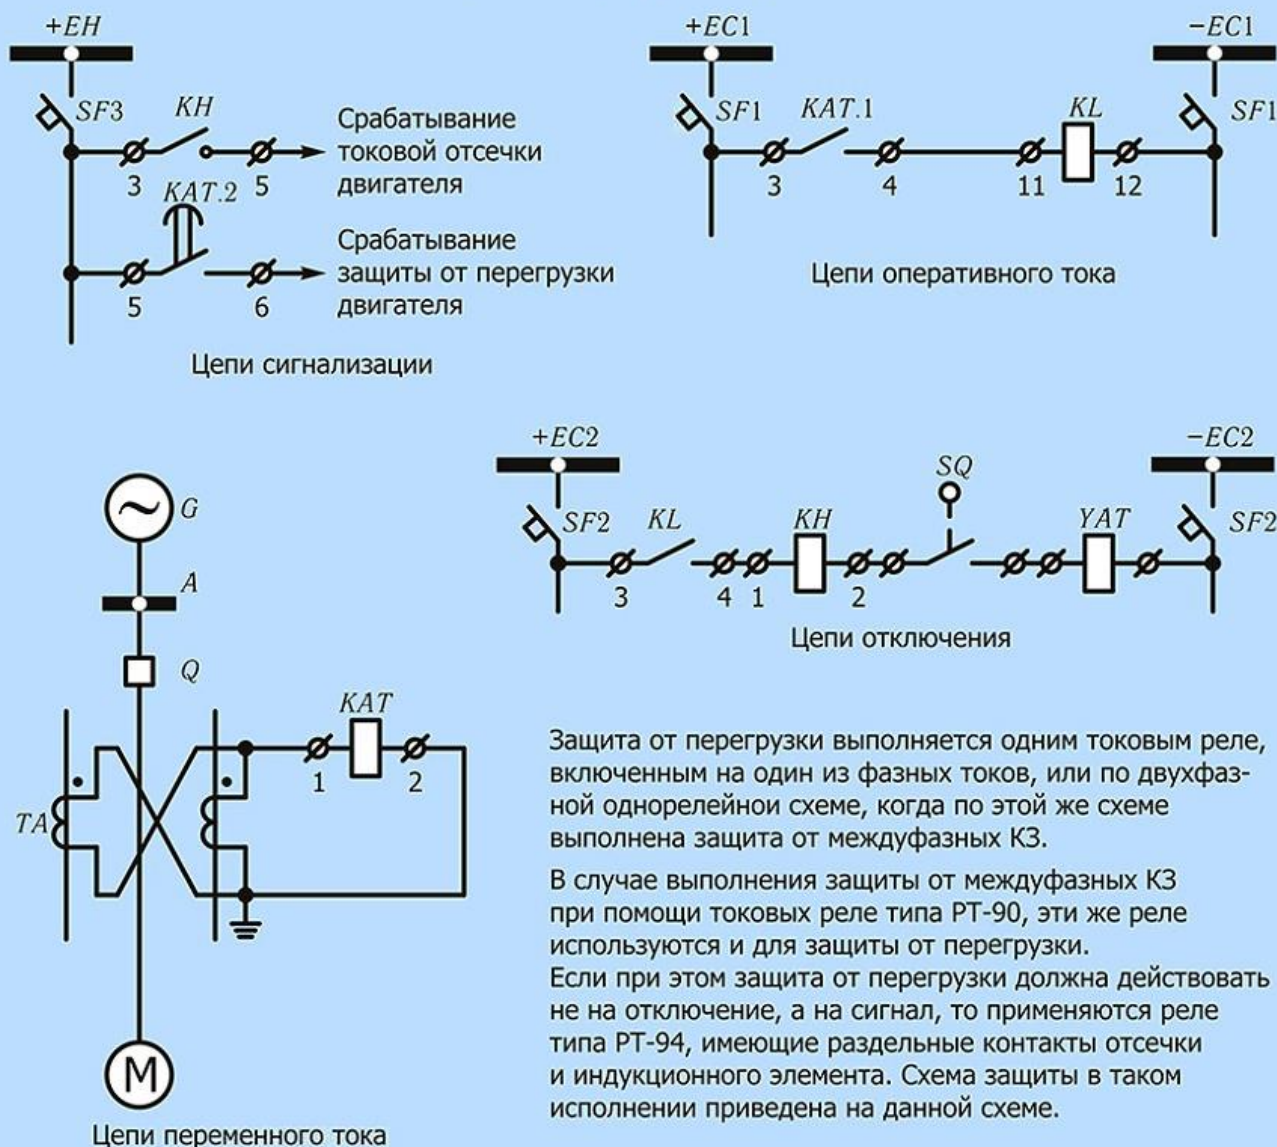 +EH
SF3
KH
3
5
Срабатывание
токовой отсечки
двигателя
KAT.2
5
6
Срабатывание
защиты от перегрузки
двигателя
Цепи сигнализации
+EC1
−EC1
SF1
KAT.1
KL
SF1
3
4
11
12
Цепи оперативного тока
+EC2
−EC2
SQ
SF2
KL
KH
YAT
SF2
3
4
1
2
Цепи отключения
G
A
Q
KAT
1
2
TA
M
Цепи переменного тока
Защита от перегрузки выполняется одним токовым реле,
включенным на один из фазных токов, или по двухфаз-
ной однорелейнои схеме, когда по этой же схеме
выполнена защита от междуфазных КЗ.
В случае выполнения защиты от междуфазных КЗ
при помощи токовых реле типа РТ-90, эти же реле
используются и для защиты от перегрузки.
Если при этом защита от перегрузки должна действовать
не на отключение, а на сигнал, то применяются реле
типа РТ-94, имеющие раздельные контакты отсечки
и индукционного элемента. Схема защиты в таком
исполнении приведена на данной схеме.